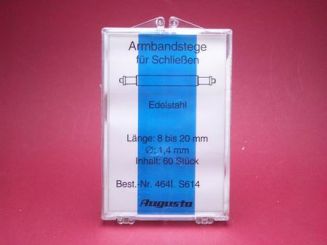 Armbandstege
für Schließen
Edelstahl
Länge: 8 bis 20 mm
Ø: 1,4 mm
Inhalt: 60 Stück
Best.-Nr. 464I. S614
Augusta